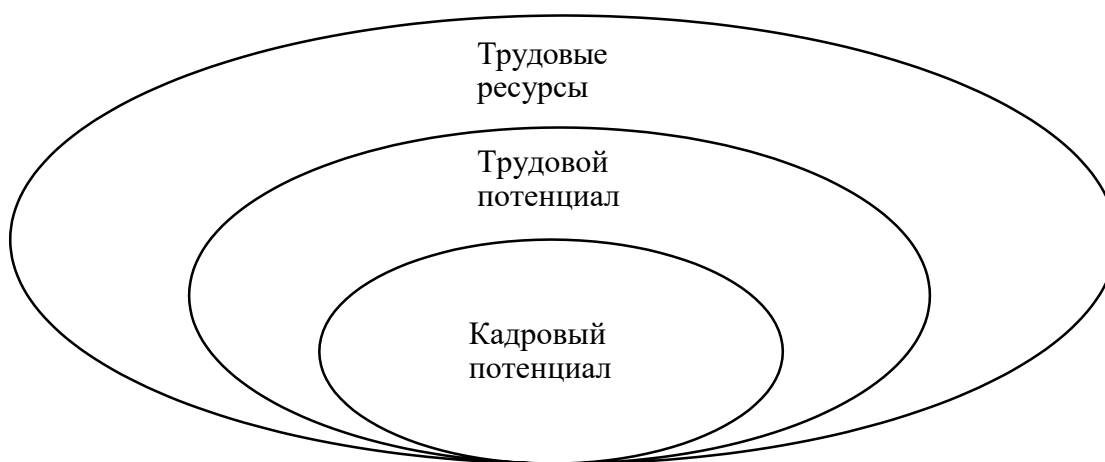 Трудовые
ресурсы
Трудовой
потенциал
Кадровый
потенциал